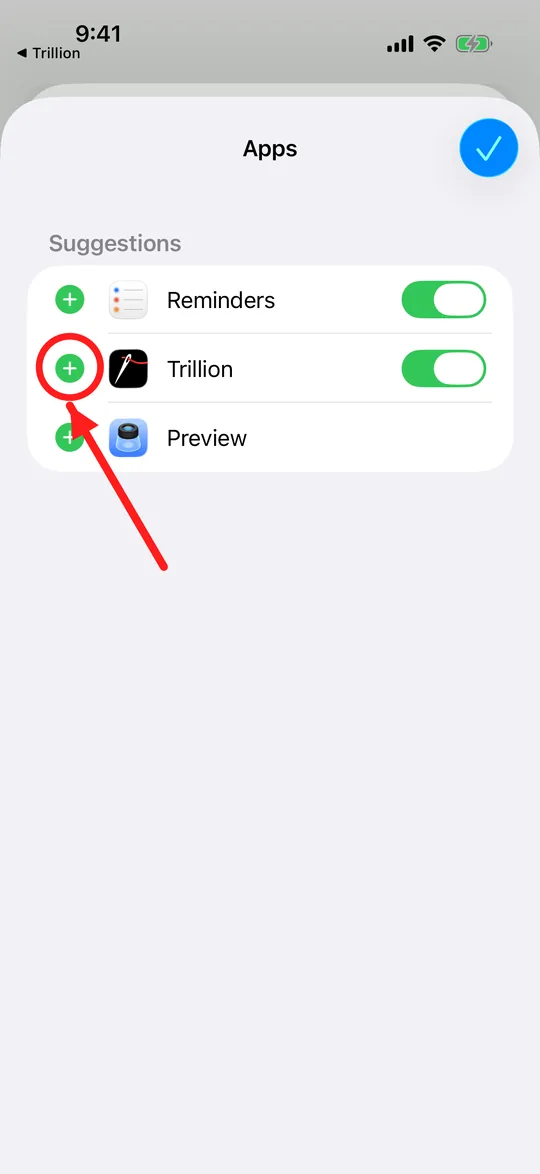 9:41
◀ Trillion
Apps
Suggestions
Reminders
Trillion
Preview